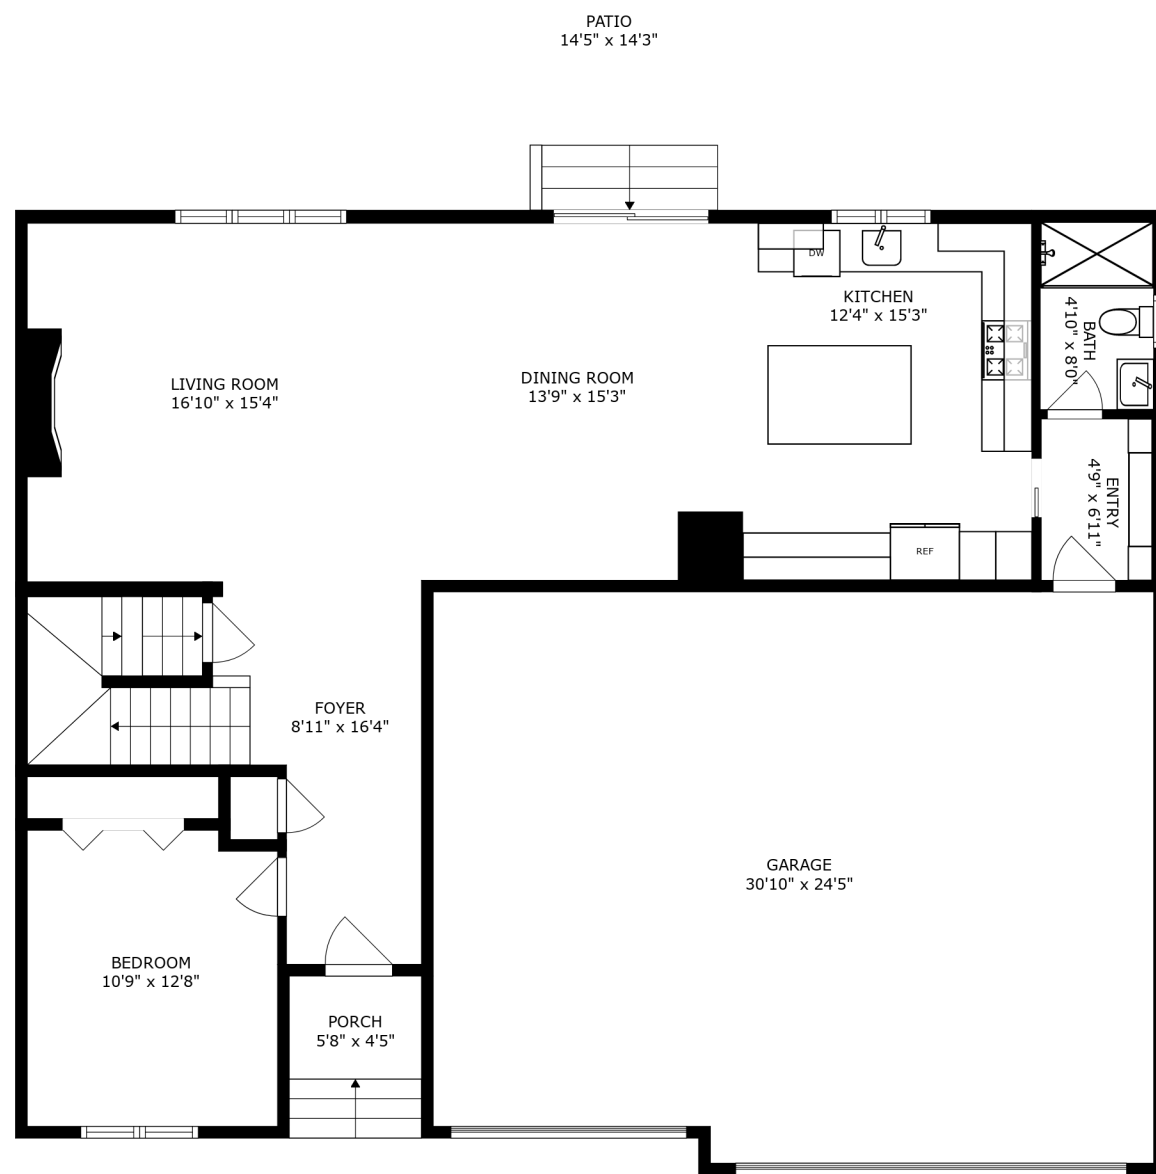 PATIO
14'5" x 14'3"
DW
KITCHEN
12'4" x 15'3"
BATH
4'10" x 8'0"
LIVING ROOM
16'10" x 15'4"
DINING ROOM
13'9" x 15'3"
ENTRY
4'9" x 6'11"
REF
FOYER
8'11" x 16'4"
GARAGE
30'10" x 24'5"
BEDROOM
10'9" x 12'8"
PORCH
5'8" x 4'5"